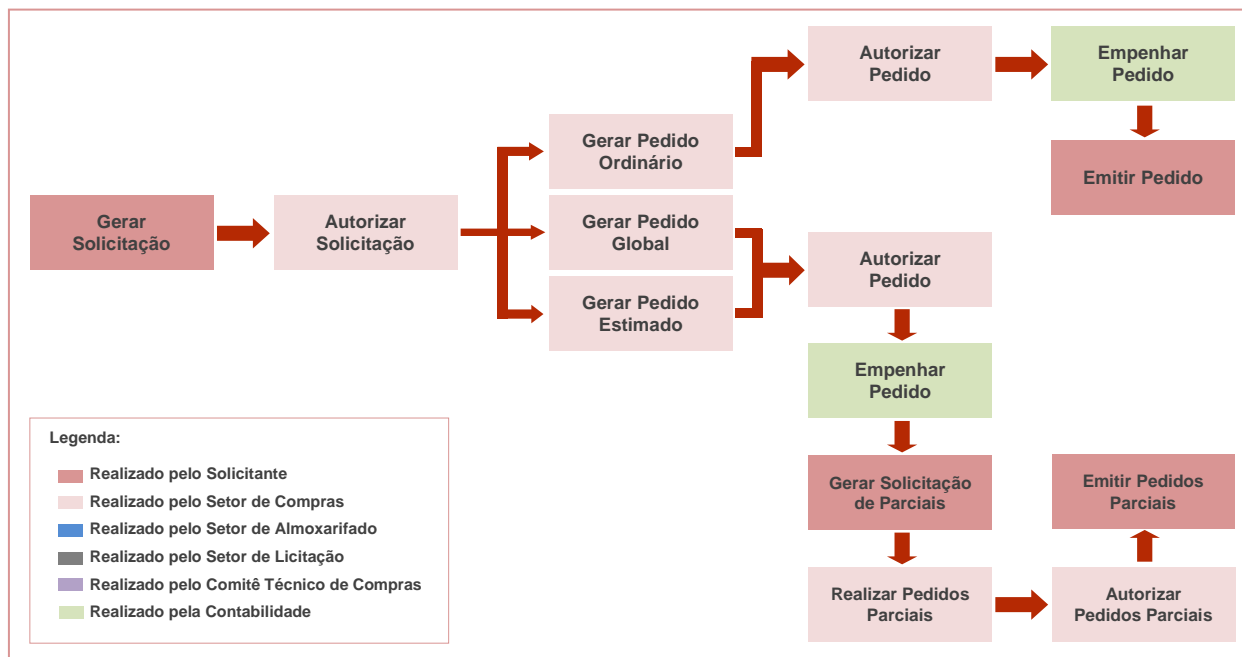 Gerar
Solicitação
Autorizar
Solicitação
Gerar Pedido
Ordinário
Gerar Pedido
Global
Gerar Pedido
Estimado
Autorizar
Pedido
Empenhar
Pedido
Emitir Pedido
Autorizar
Pedido
Empenhar
Pedido
Gerar Solicitação
de Parciais
Realizar Pedidos
Parciais
Autorizar
Pedidos Parciais
Emitir Pedidos
Parciais
Legenda:
Realizado pelo Solicitante
Realizado pelo Setor de Compras
Realizado pelo Setor de Almoxarifado
Realizado pelo Setor de Licitação
Realizado pelo Comitê Técnico de Compras
Realizado pela Contabilidade